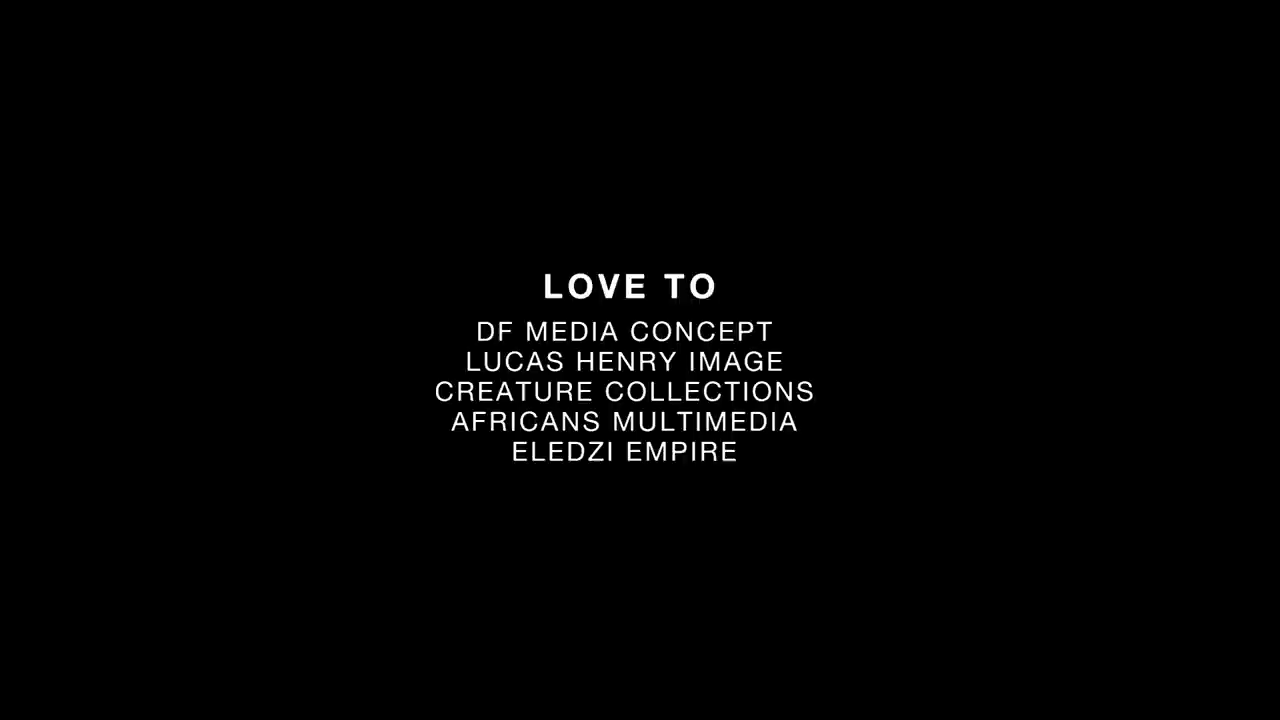 LOVE TO
DF MEDIA CONCEPT
LUCAS HENRY IMAGE
CREATURE COLLECTIONS
AFRICANS MULTIMEDIA
ELEDZI EMPIRE